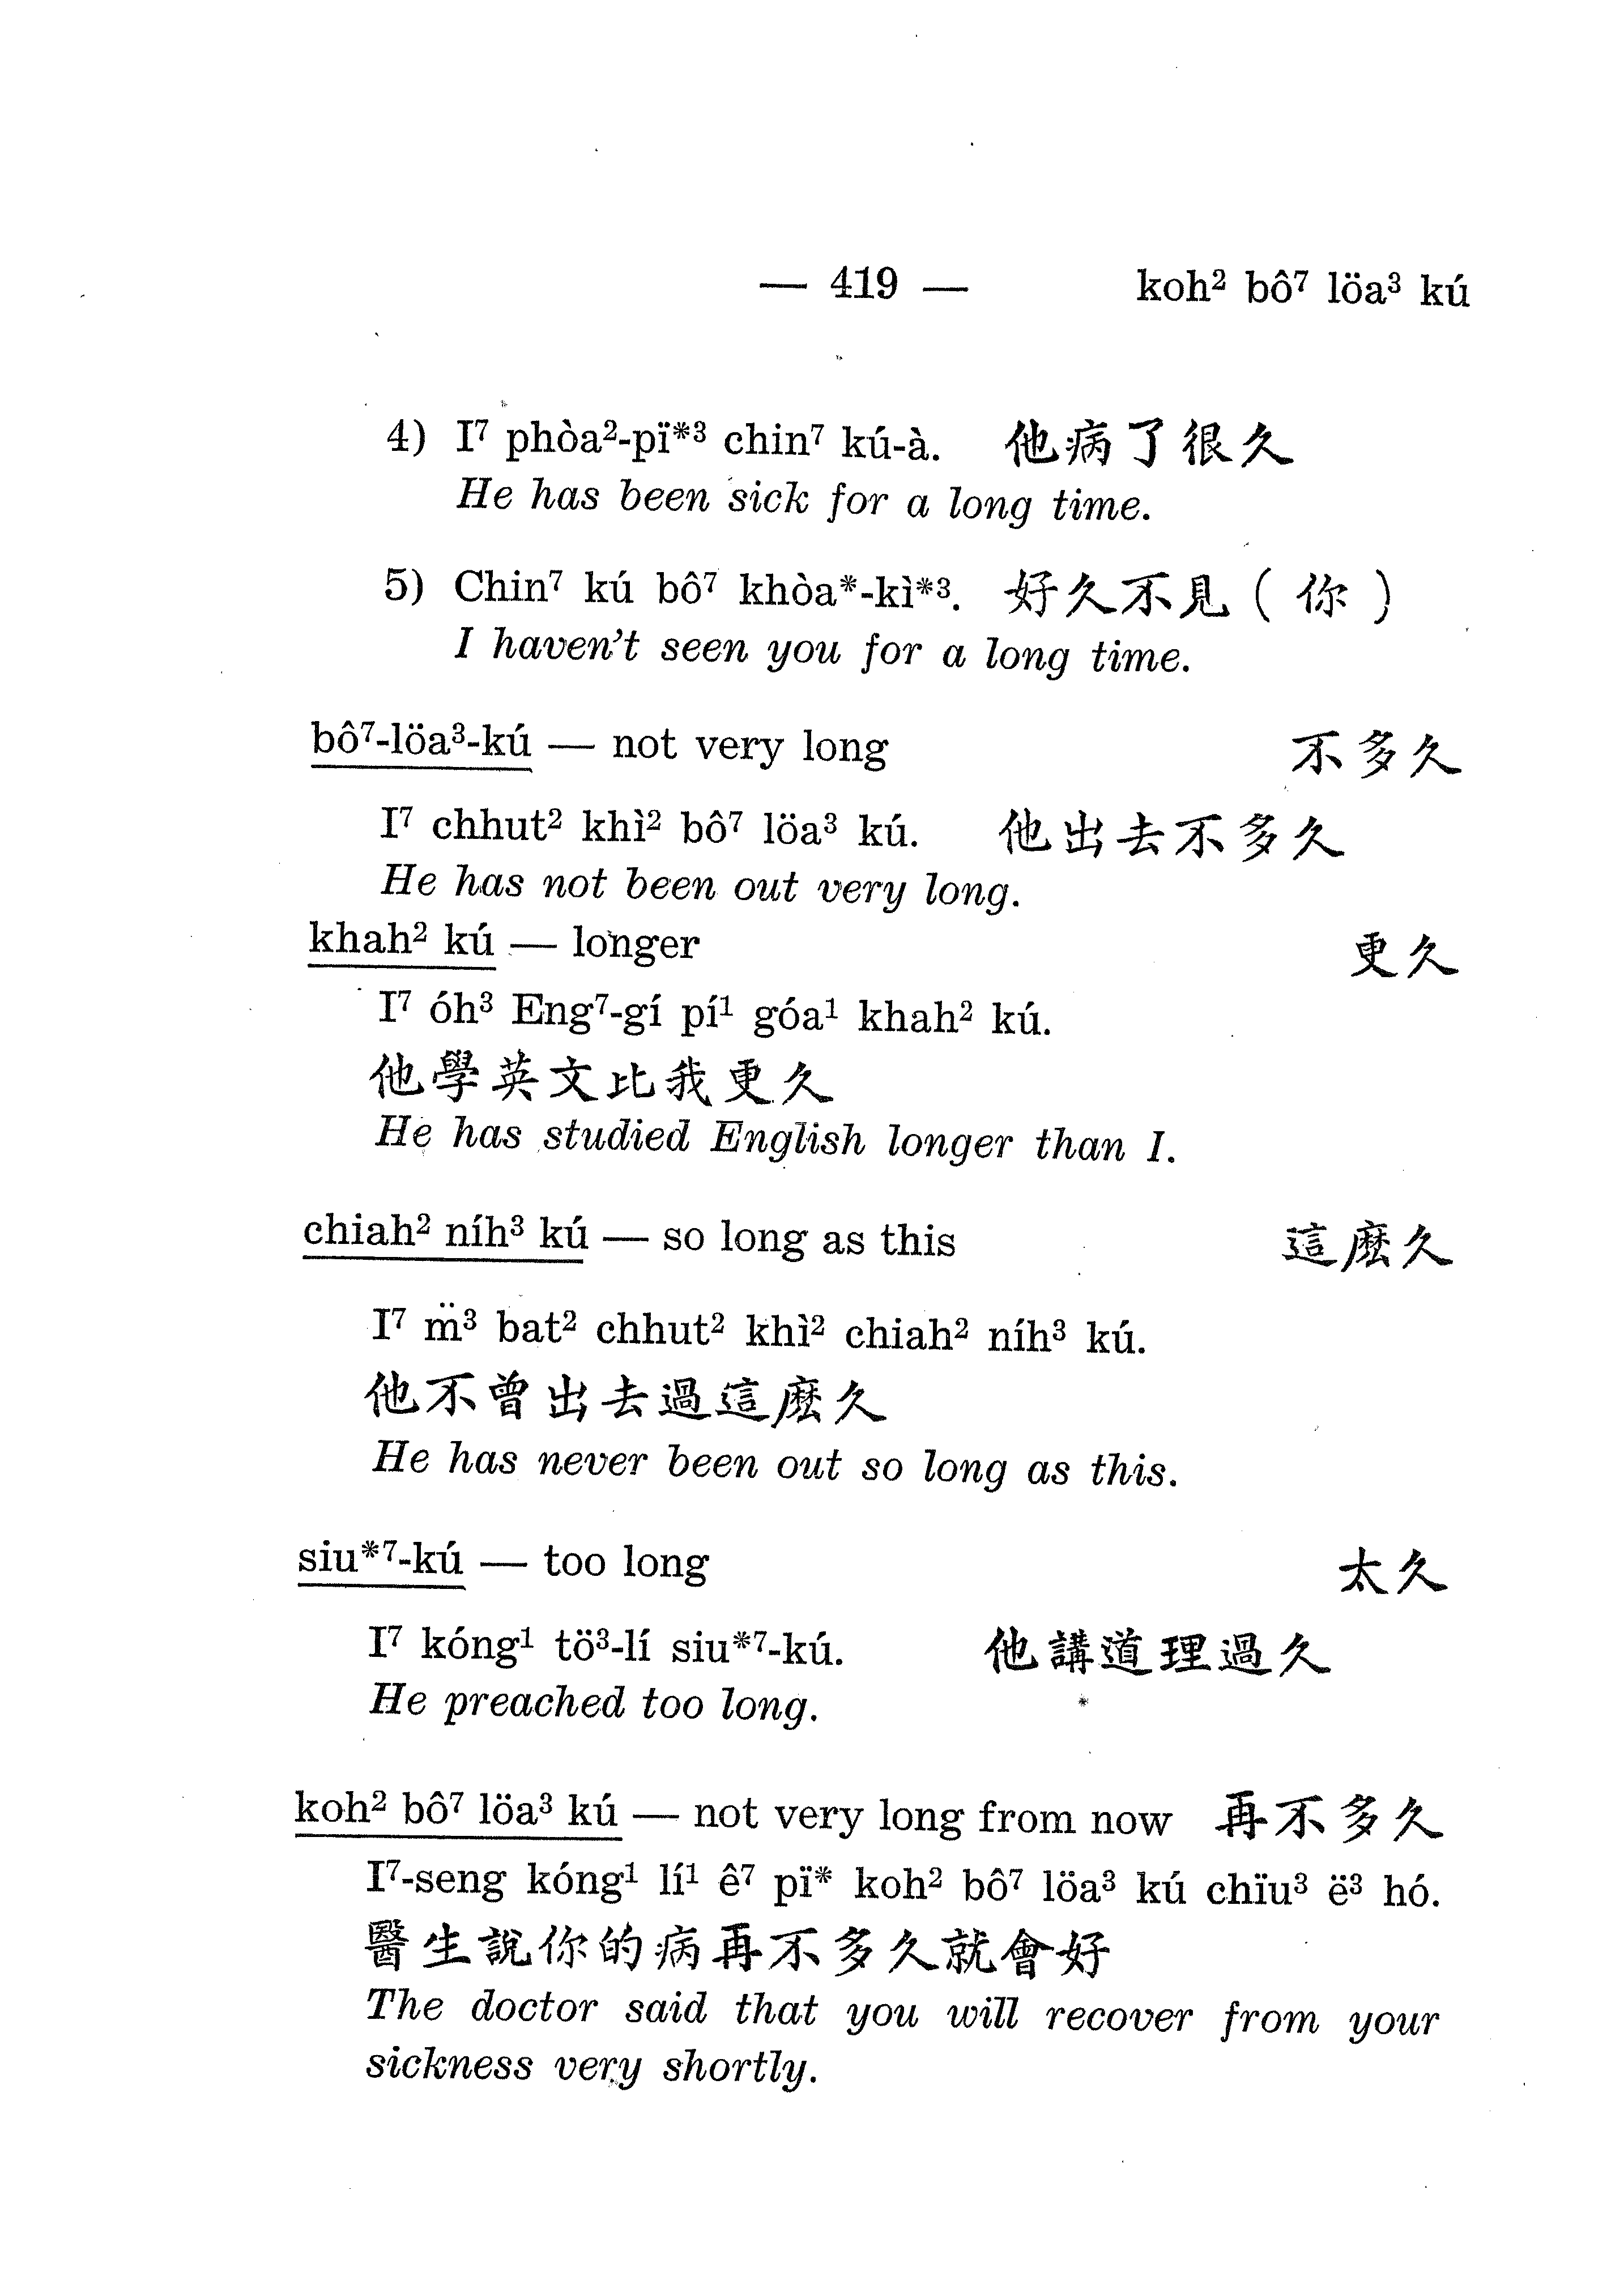 — 419 — koh² bô⁷ löa³ kú
4) I⁷ phòa²-pï*³ chin⁷ kú-à. 他病了很久
He has been sick for a long time.
5) Chin⁷ kú bô⁷ khòa*-kì*³. 好久不見(你)
I haven't seen you for a long time.
bô⁷-löa³-kú — not very long 不多久
I⁷ chhut² khì² bô⁷ löa³ kú. 他出去不多久
He has not been out very long.
khah² kú — longer 更久
I⁷ óh³ Eng⁷-gí pí¹ góa¹ khah² kú.
他學英文比我更久
He has studied English longer than I.
chiah² níh³ kú — so long as this 這麼久
I⁷ m̈³ bat² chhut² khì² chiah² níh³ kú.
他不曾出去過這麼久
He has never been out so long as this.
siu*⁷-kú — too long 太久
I⁷ kóng¹ tö³-lí siu*⁷-kú. 他講道理過久
He preached too long.
koh² bô⁷ löa³ kú — not very long from now 再不多久
I⁷-seng kóng¹ lí¹ ê⁷ pï* koh² bô⁷ löa³ kú chïu³ ë³ hó.
醫生說你的病再不多久就會好
The doctor said that you will recover from your
sickness very shortly.